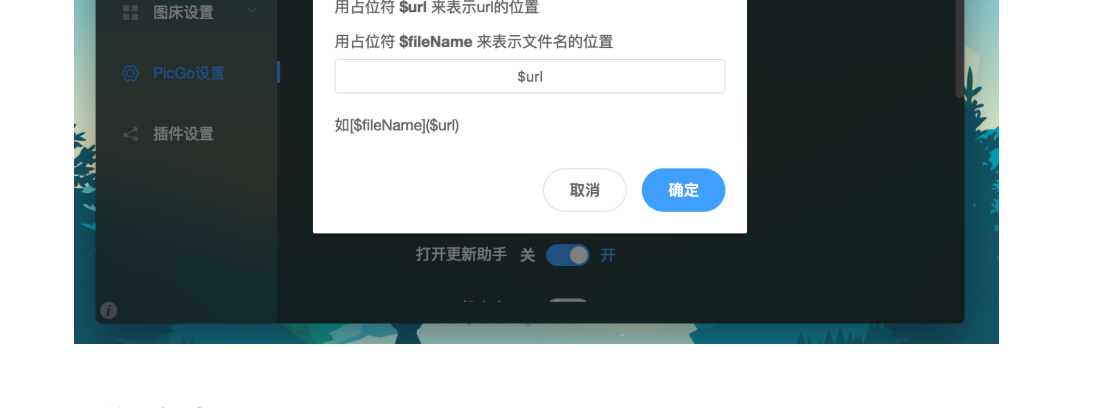 图床设置
PicGo设置
插件设置
用占位符 $url 来表示url的位置
用占位符 $fileName 来表示文件名的位置
$url
如[$fileName]($url)
取消
确定
打开更新助手 关 开